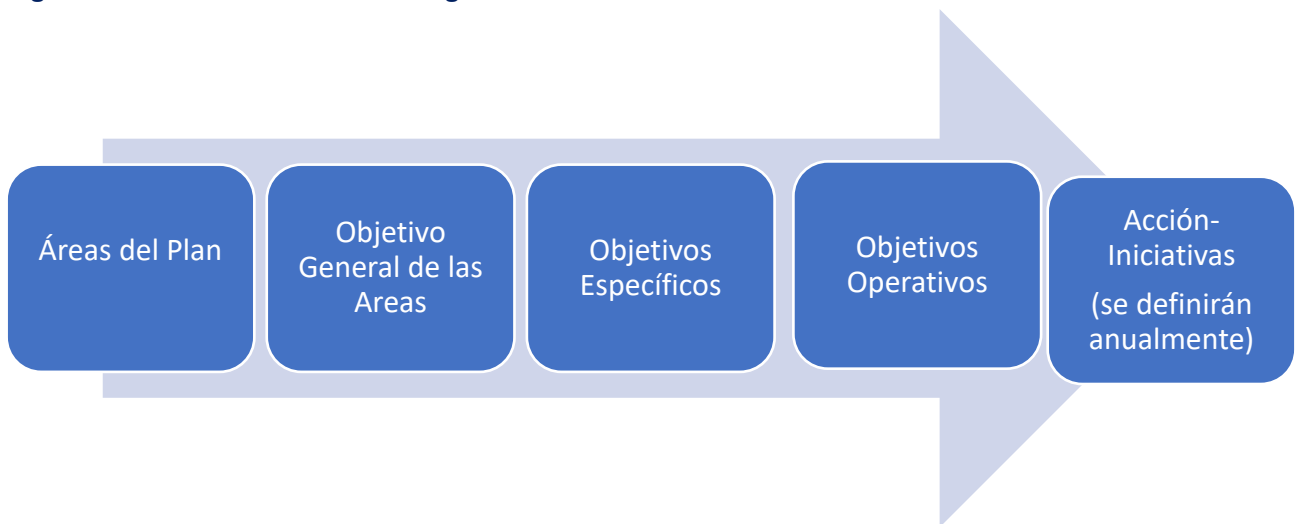 Áreas del Plan
Objetivo
General de las
Areas
Objetivos
Específicos
Objetivos
Operativos
Acción-
Iniciativas
(se definirán
anualmente)